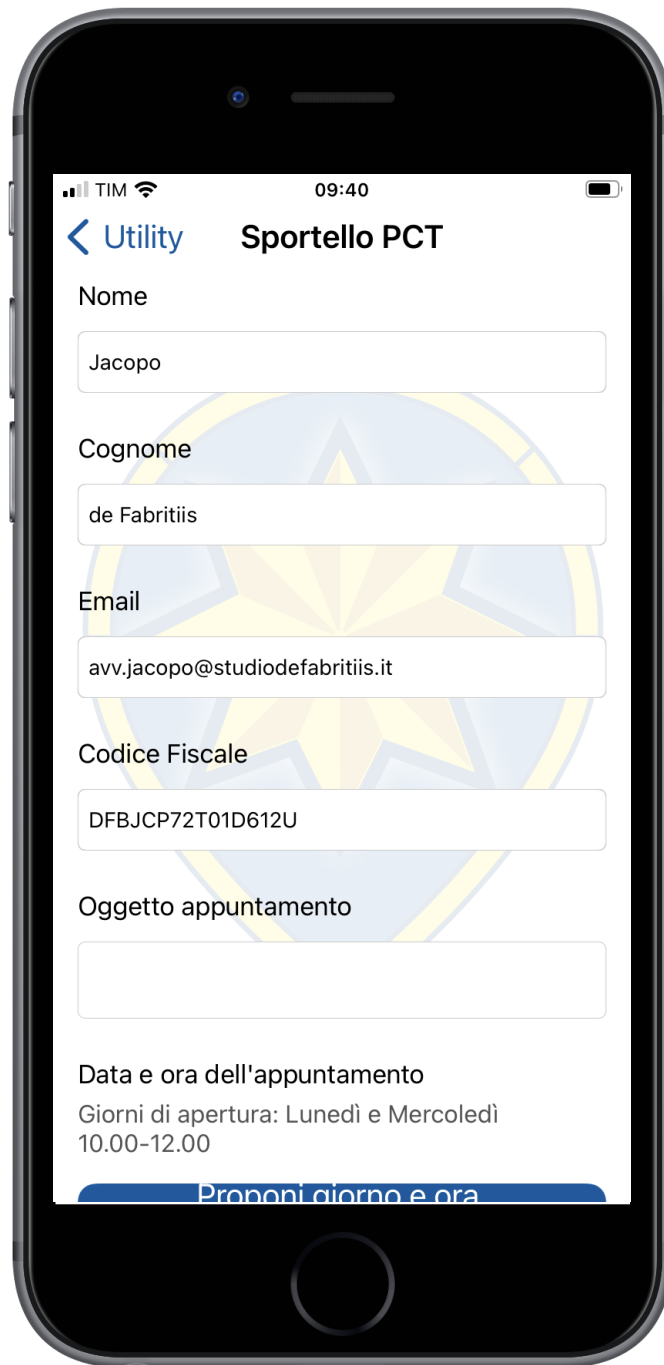 TIM 09:40
Utility Sportello PCT
Nome
Jacopo
Cognome
de Fabritiis
Email
avv.jacopo@studiodefabritiis.it
Codice Fiscale
DFBJCP72T01D612U
Oggetto appuntamento
Data e ora dell'appuntamento
Giorni di apertura: Lunedì e Mercoledì
10.00-12.00
Proponi giorno e ora